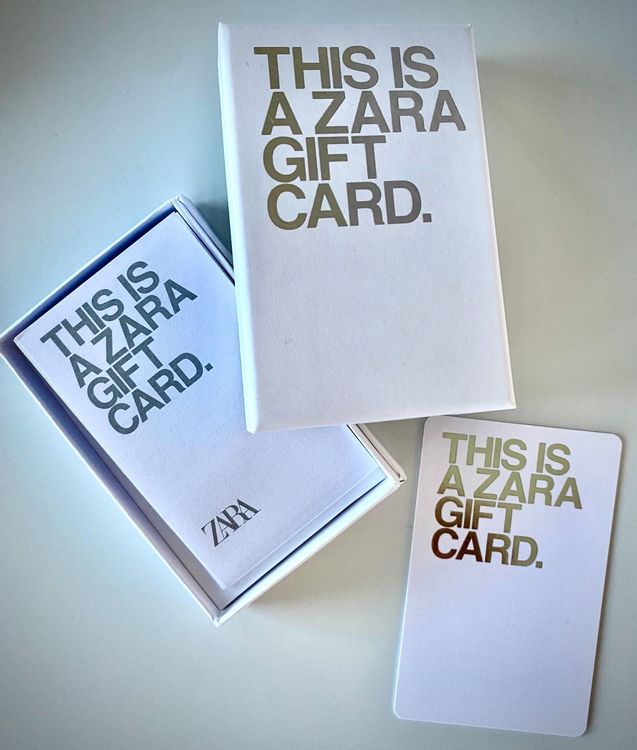 THIS IS
A ZARA
GIFT
CARD.
THIS IS
A ZARA
GIFT
CARD.
ZARA
THIS IS
A ZARA
GIFT
CARD.